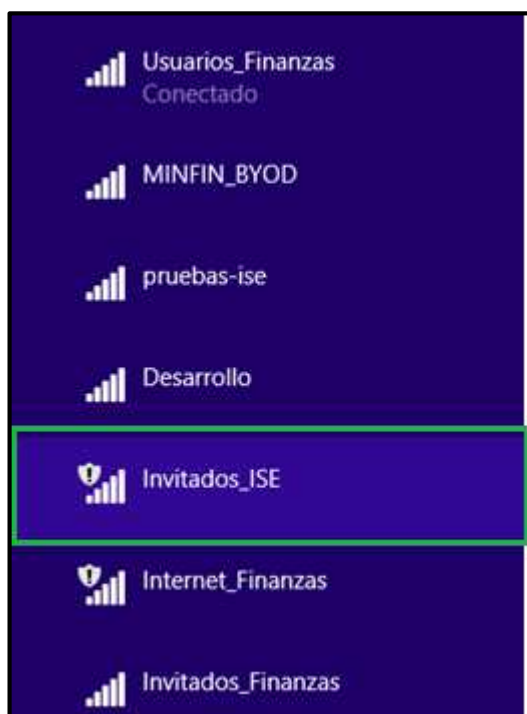 Usuarios_Finanzas
Conectado
MINFIN_BYOD
pruebas-ise
Desarrollo
Invitados_ISE
Internet_Finanzas
Invitados_Finanzas